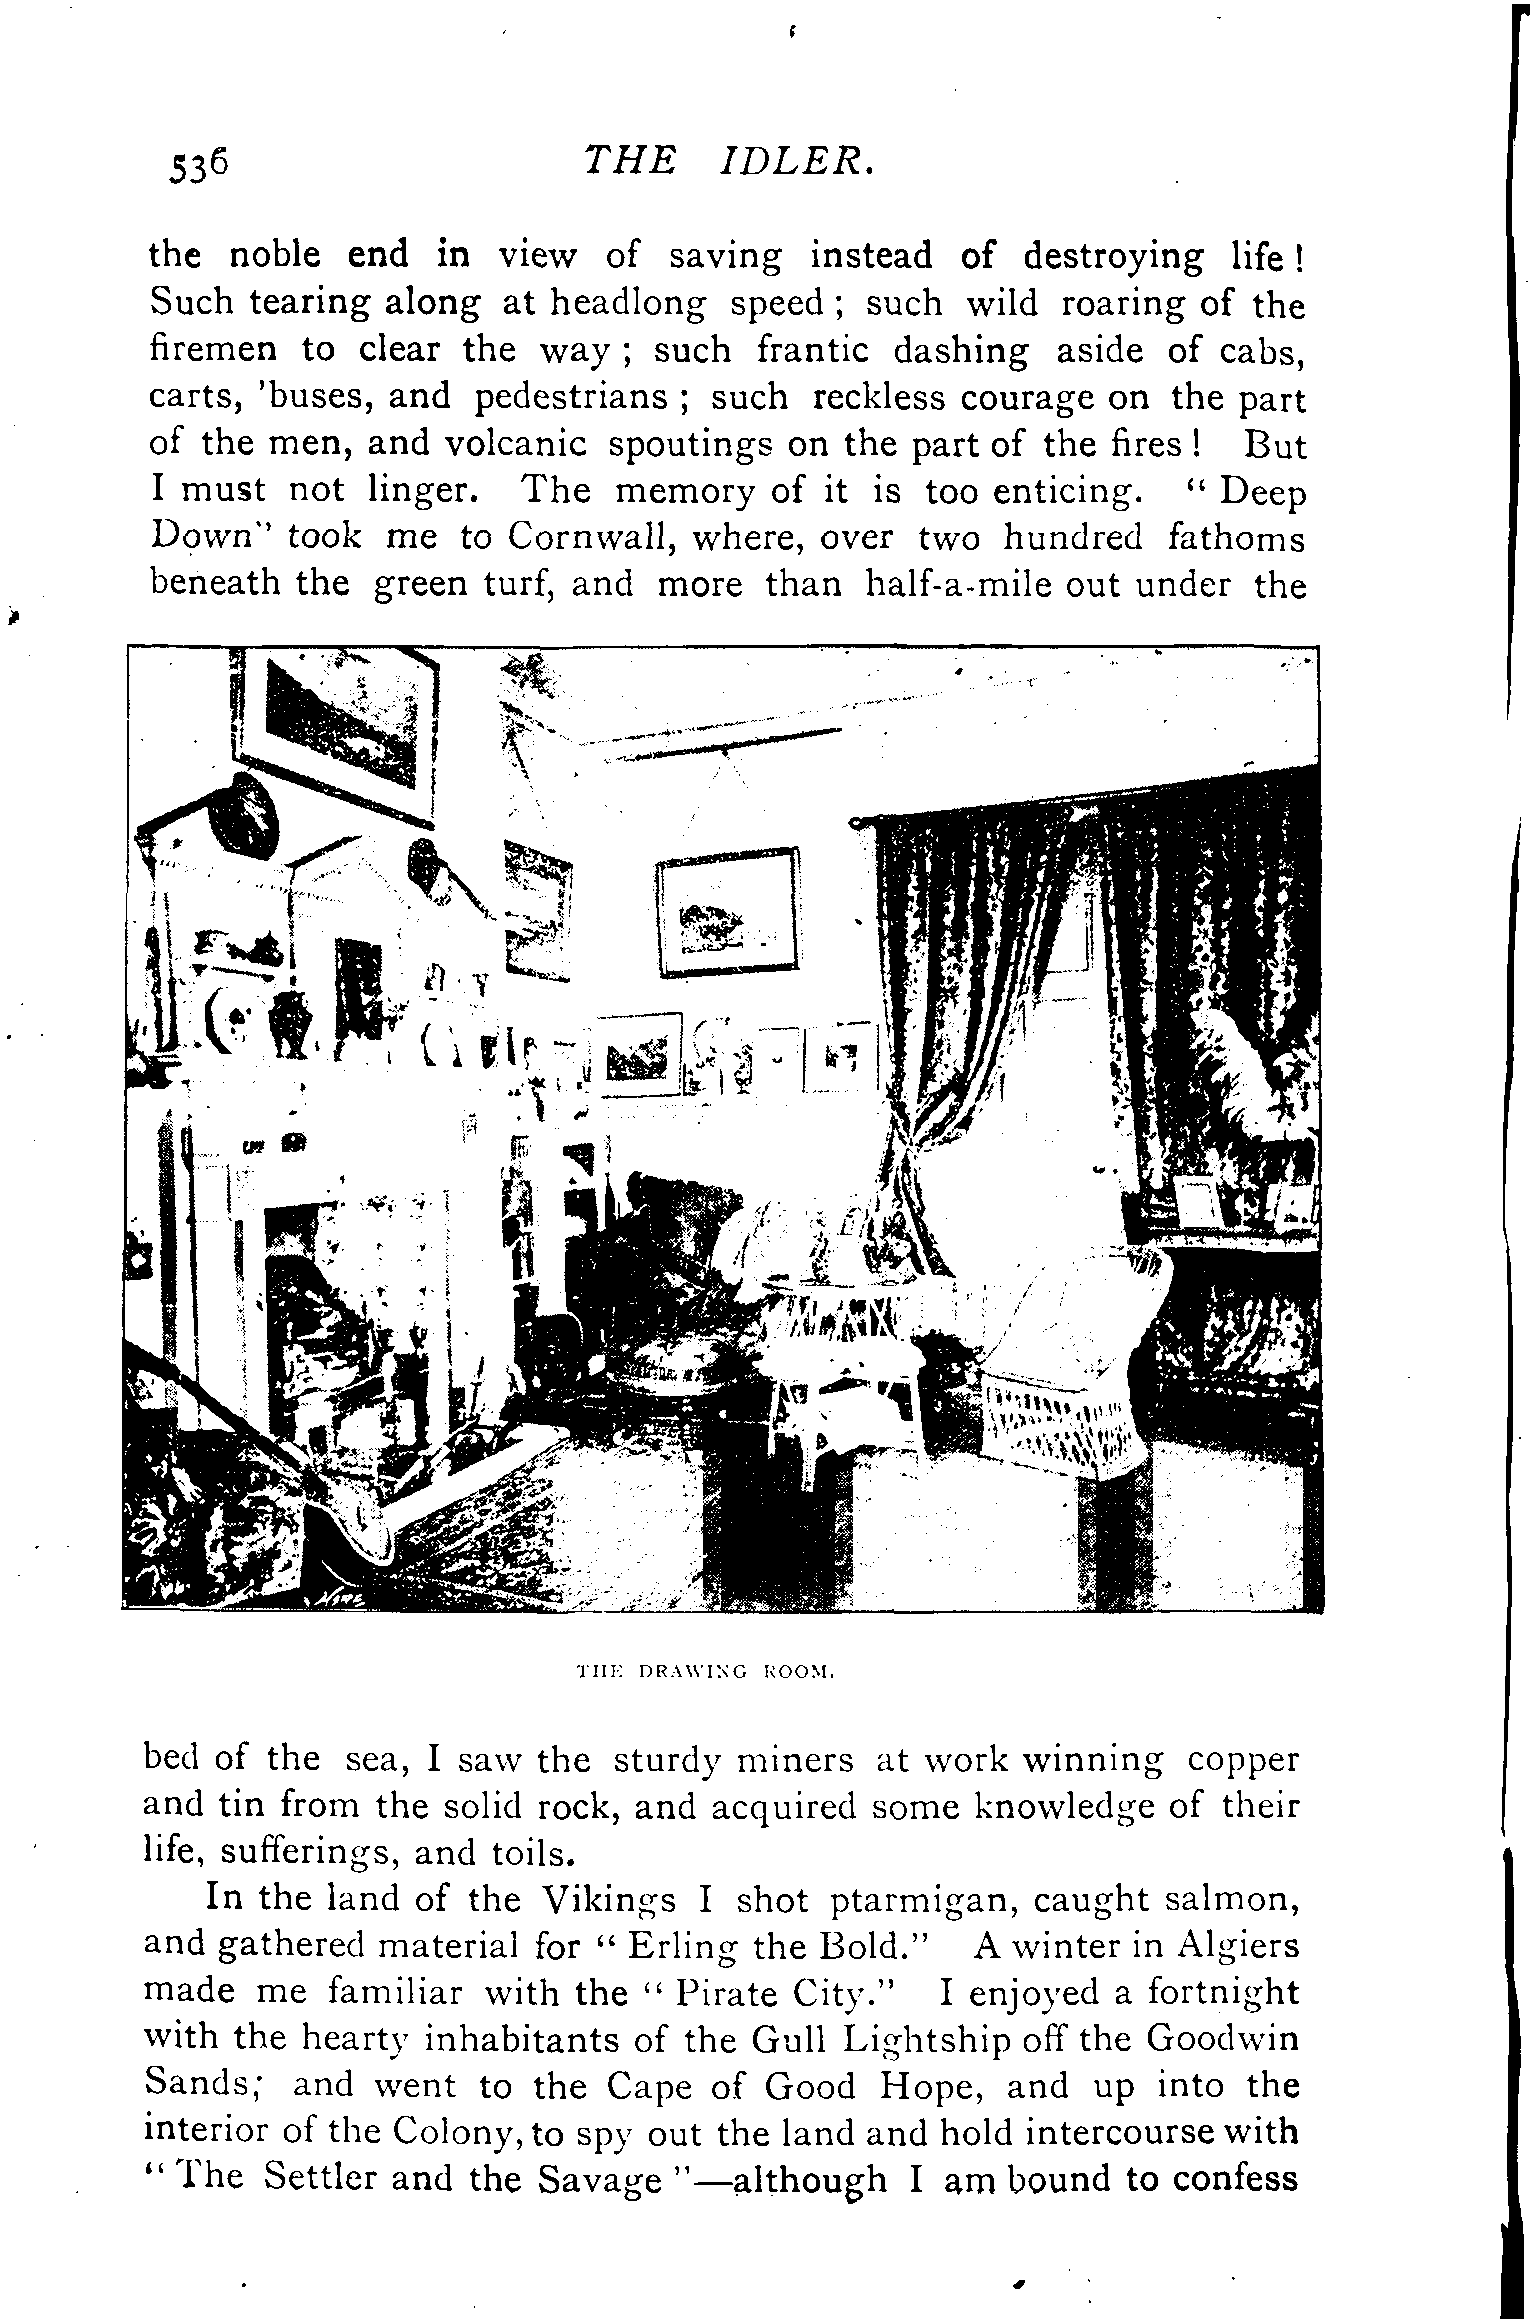 536 THE IDLER.
the noble end in view of saving instead of destroying life !
Such tearing along at headlong speed ; such wild roaring of the
firemen to clear the way ; such frantic dashing aside of cabs,
carts, 'buses, and pedestrians ; such reckless courage on the part
of the men, and volcanic spoutings on the part of the fires ! But
I must not linger. The memory of it is too enticing. “ Deep
Down” took me to Cornwall, where, over two hundred fathoms
beneath the green turf, and more than half-a-mile out under the
HARE
THE DRAWING ROOM.
bed of the sea, I saw the sturdy miners at work winning copper
and tin from the solid rock, and acquired some knowledge of their
life, sufferings, and toils.
In the land of the Vikings I shot ptarmigan, caught salmon,
and gathered material for “ Erling the Bold.” A winter in Algiers
made me familiar with the “ Pirate City.” I enjoyed a fortnight
with the hearty inhabitants of the Gull Lightship off the Goodwin
Sands; and went to the Cape of Good Hope, and up into the
interior of the Colony, to spy out the land and hold intercourse with
“ The Settler and the Savage ”—although I am bound to confess